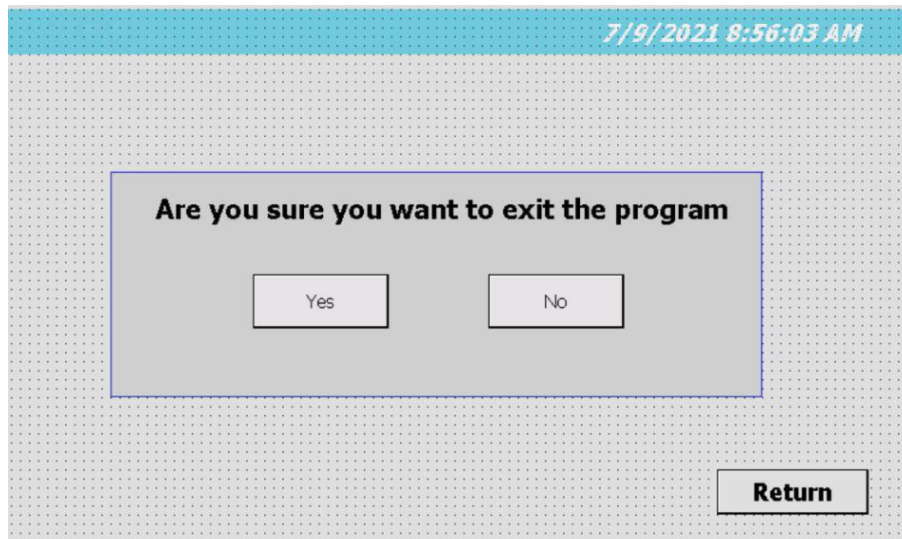 7/9/2021 8:56:03 AM
Are you sure you want to exit the program
Yes No
Return